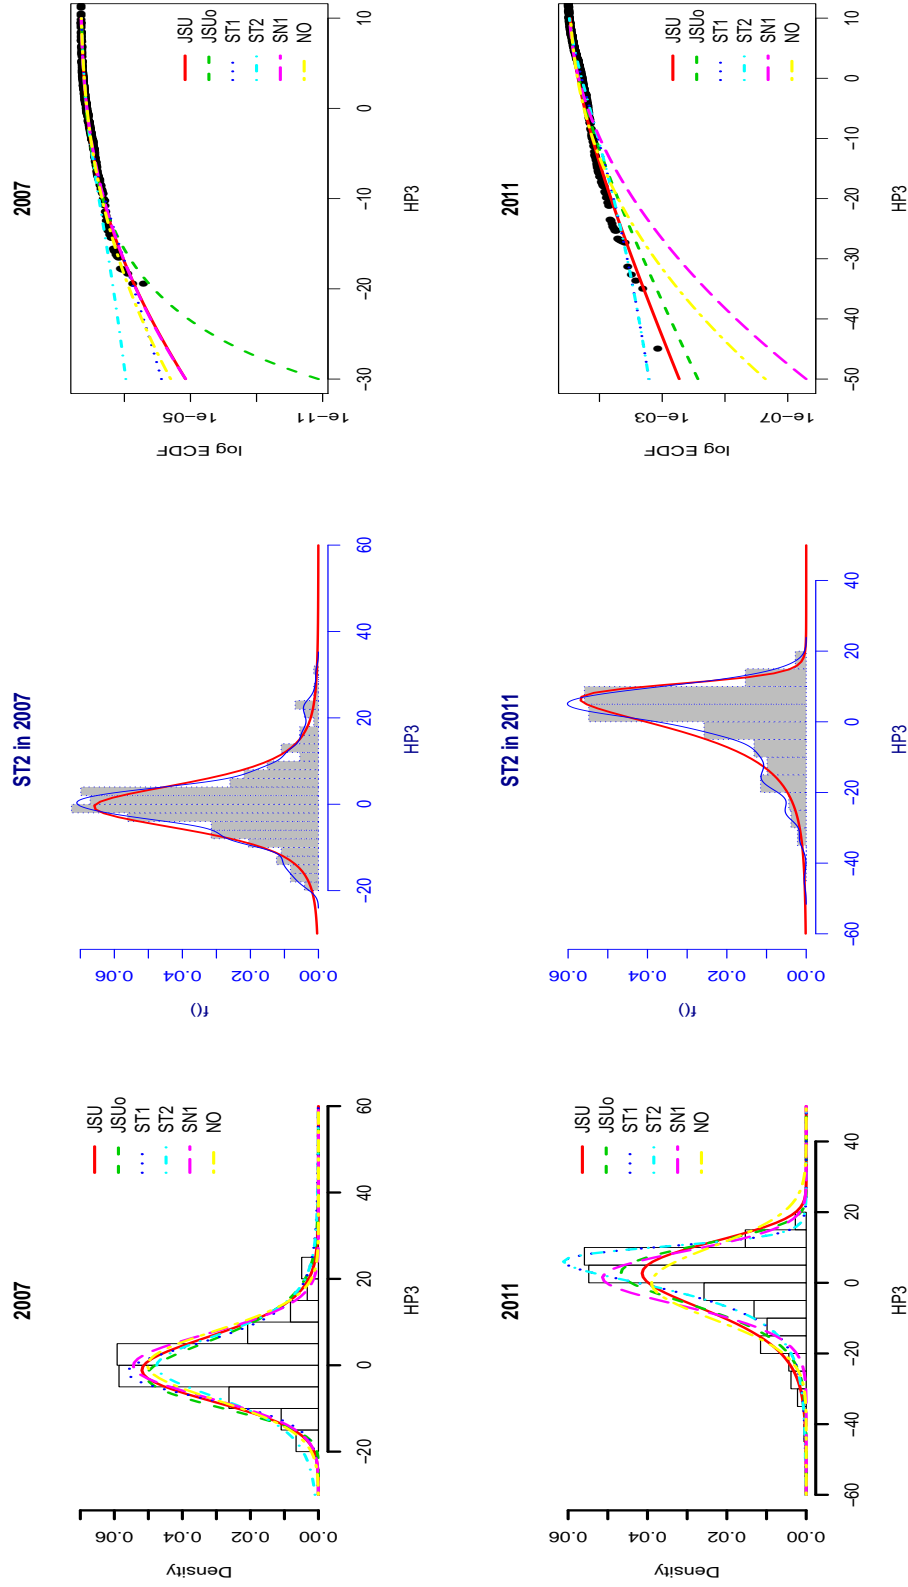 2007
Density
0.00 0.02 0.04 0.06
−20 0 20 40 60
HP3
JSU
JSUo
ST1
ST2
SN1
NO
ST2 in 2007
f()
0.00 0.02 0.04 0.06
−20 0 20 40 60
HP3
2007
log ECDF
1e−11 1e−05
−30 −20 −10 0 10
HP3
JSU
JSUo
ST1
ST2
SN1
NO
2011
Density
0.00 0.02 0.04 0.06
−60 −40 −20 0 20 40
HP3
JSU
JSUo
ST1
ST2
SN1
NO
ST2 in 2011
f()
0.00 0.02 0.04 0.06
−60 −40 −20 0 20 40
HP3
2011
log ECDF
1e−07 1e−03
−50 −40 −30 −20 −10 0 10
HP3
JSU
JSUo
ST1
ST2
SN1
NO